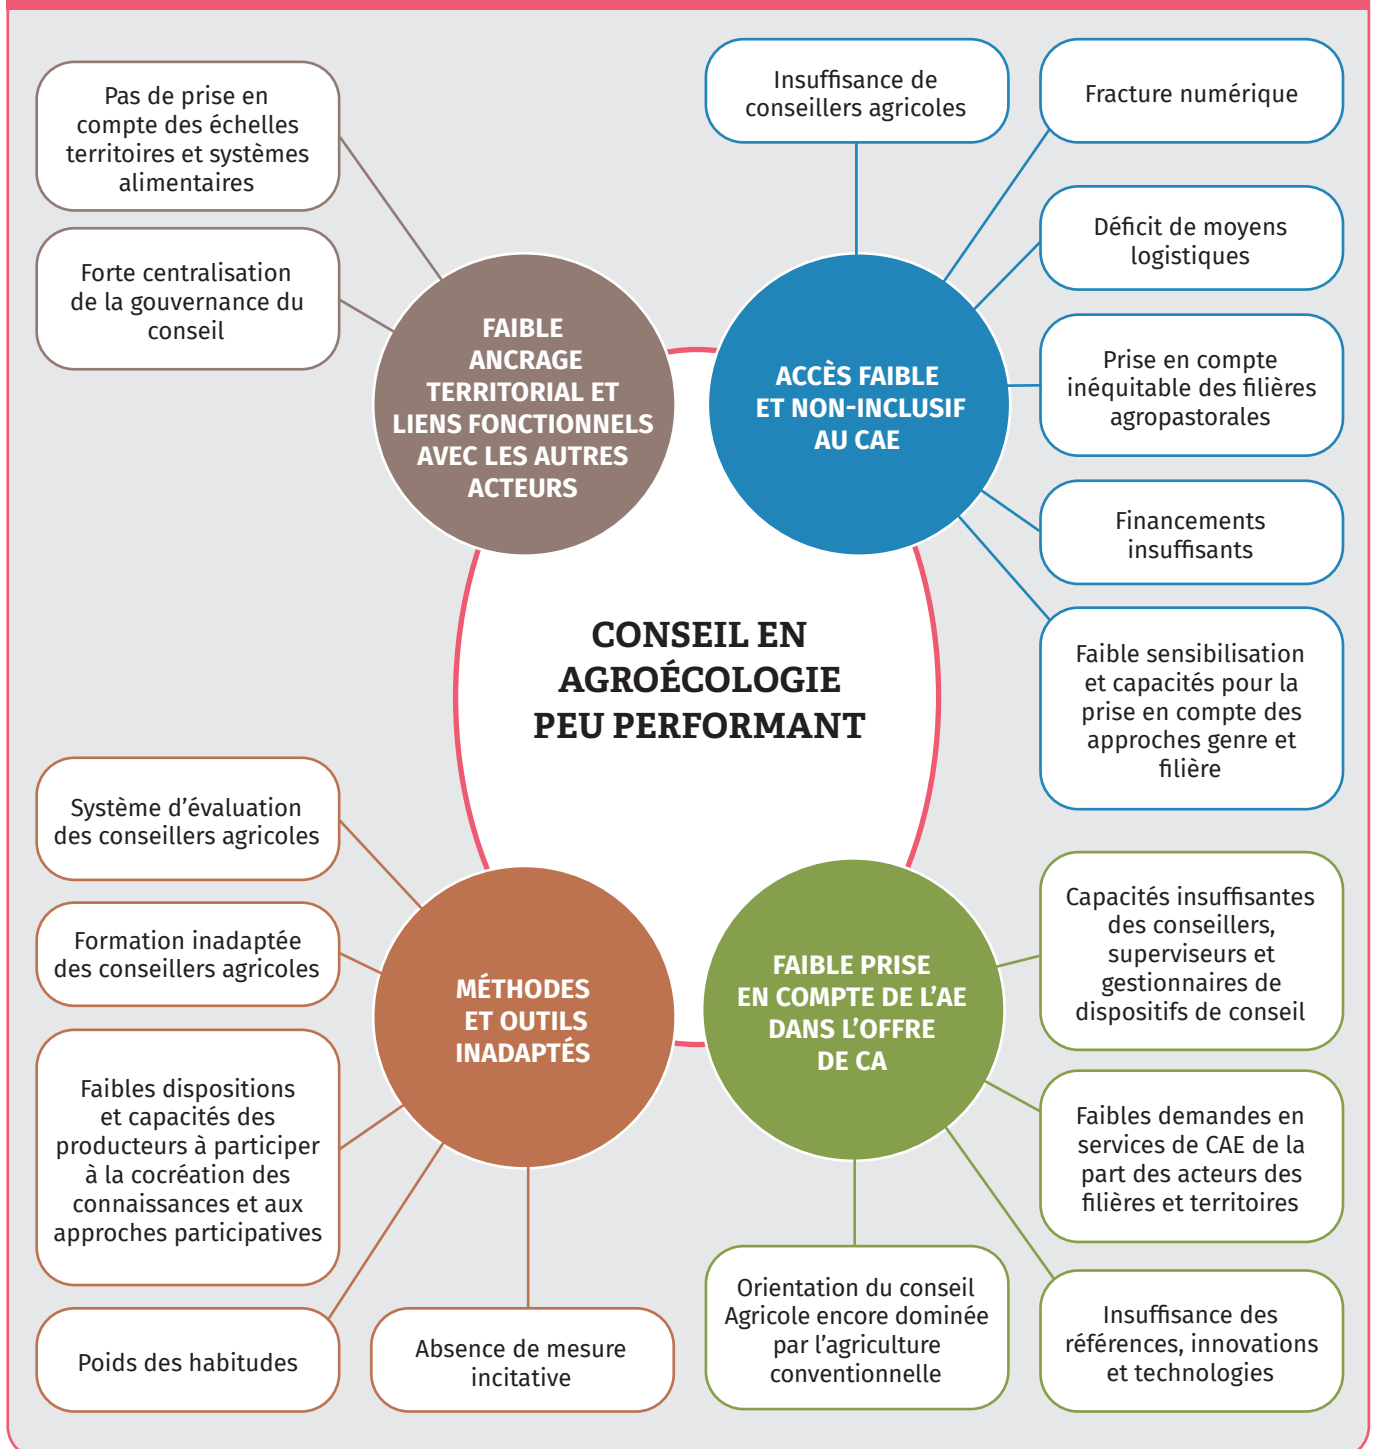 Pas de prise en
compte des échelles
territoires et systèmes
alimentaires
Forte centralisation
de la gouvernance du
conseil
FAIBLE
ANCRAGE
TERRITORIAL ET
LIENS FONCTIONNELS
AVEC LES AUTRES
ACTEURS
Insuffisance de
conseillers agricoles
Fracture numérique
Déficit de moyens
logistiques
Prise en compte
inéquitable des filières
agropastorales
Financements
insuffisants
Faible sensibilisation
et capacités pour la
prise en compte des
approches genre et
filière
ACCÈS FAIBLE
ET NON-INCLUSIF
AU CAE
CONSEIL EN
AGROÉCOLOGIE
PEU PERFORMANT
Système d'évaluation
des conseillers agricoles
Formation inadaptée
des conseillers agricoles
Faibles dispositions
et capacités des
producteurs à participer
à la cocréation des
connaissances et aux
approches participatives
Poids des habitudes
Absence de mesure
incitative
MÉTHODES
ET OUTILS
INADAPTÉS
FAIBLE PRISE
EN COMPTE DE L'AE
DANS L'OFFRE
DE CA
Capacités insuffisantes
des conseillers,
superviseurs et
gestionnaires de
dispositifs de conseil
Faibles demandes en
services de CAE de la
part des acteurs des
filières et territoires
Insuffisance des
références, innovations
et technologies
Orientation du conseil
Agricole encore dominée
par l'agriculture
conventionnelle